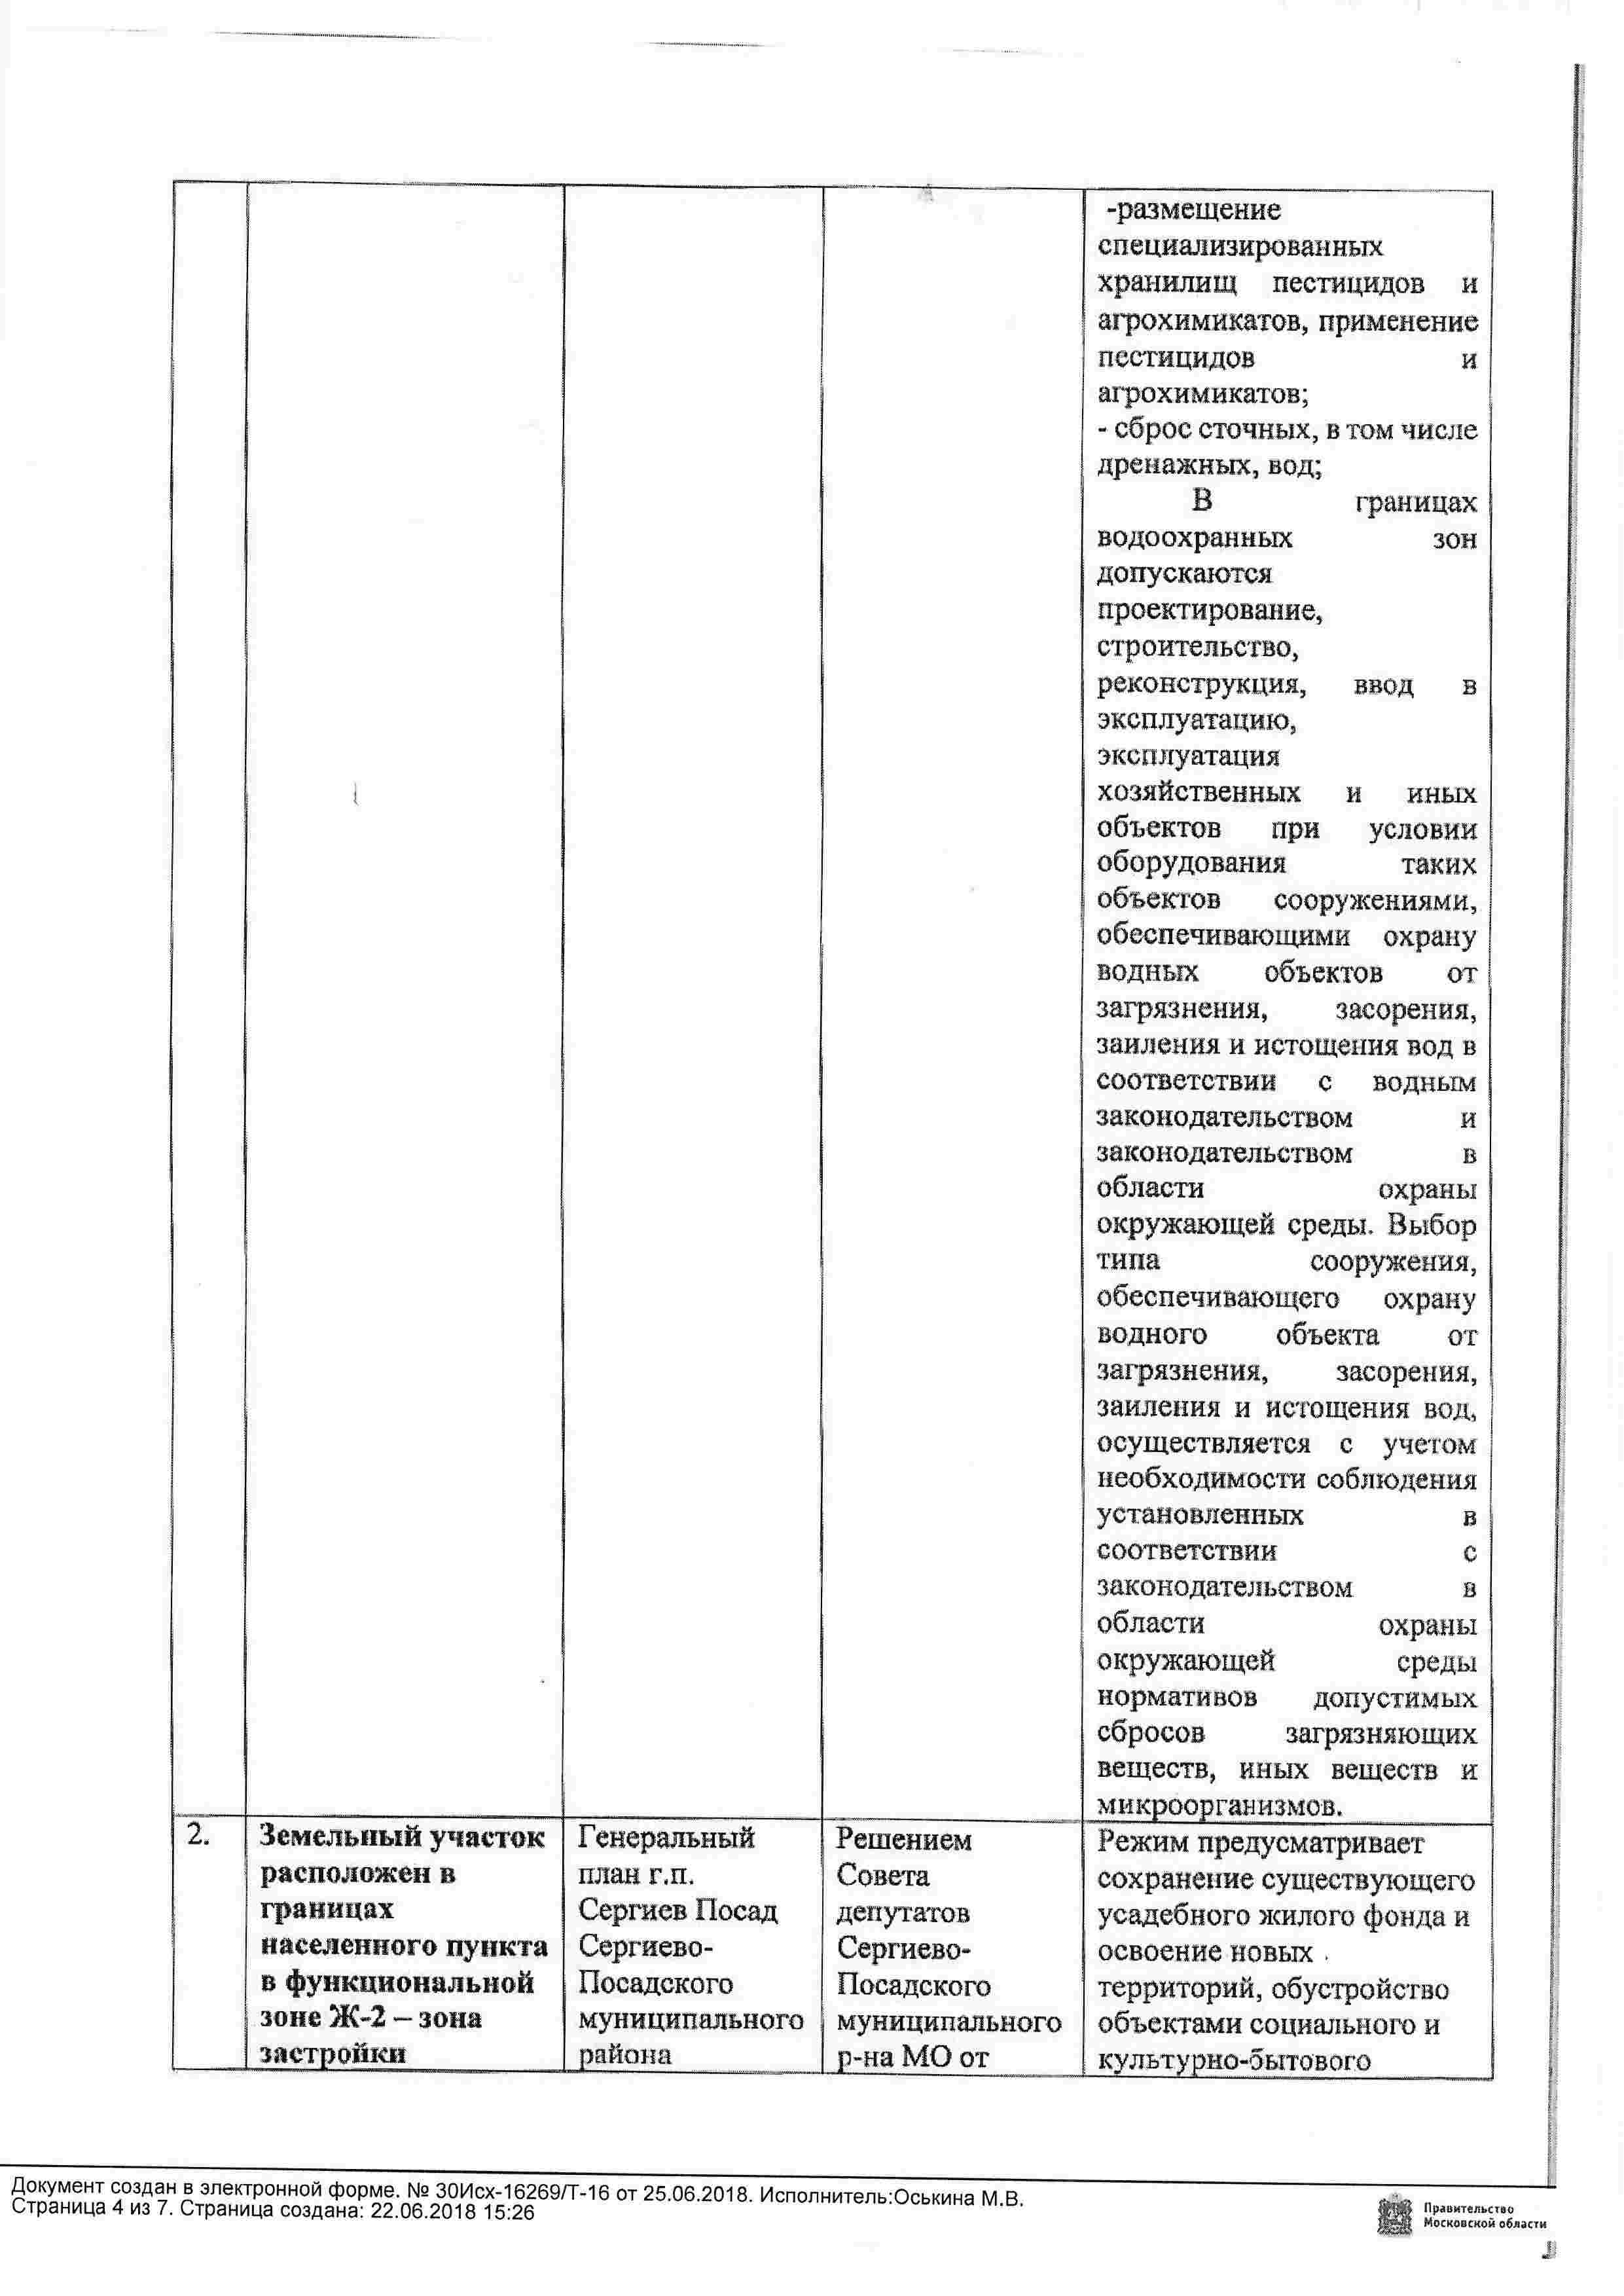 -размещение
специализированных
хранилищ пестицидов и
агрохимикатов, применение
пестицидов и
агрохимикатов;
- сброс сточных, в том числе
дренажных, вод;
В границах
водоохранных зон
допускаются
проектирование,
строительство,
реконструкция, ввод в
эксплуатацию,
эксплуатация
хозяйственных и иных
объектов при условии
оборудования таких
объектов сооружениями,
обеспечивающими охрану
водных объектов от
загрязнения, засорения,
заиления и истощения вод в
соответствии с водным
законодательством и
законодательством в
области охраны
окружающей среды. Выбор
типа сооружения,
обеспечивающего охрану
водного объекта от
загрязнения, засорения,
заиления и истощения вод,
осуществляется с учетом
необходимости соблюдения
установленных в
соответствии с
законодательством в
области охраны
окружающей среды
нормативов допустимых
сбросов загрязняющих
веществ, иных веществ и
микроорганизмов.
2.
Земельный участок
расположен в
границах
населенного пункта
в функциональной
зоне Ж-2 – зона
застройки
Генеральный
план г.п.
Сергиев Посад
Сергиево-
Посадского
муниципального
района
Решением
Совета
депутатов
Сергиево-
Посадского
муниципального
р-на МО от
Режим предусматривает
сохранение существующего
усадебного жилого фонда и
освоение новых
территорий, обустройство
объектами социального и
культурно-бытового
Документ создан в электронной форме. № 30Исх-16269/Т-16 от 25.06.2018. Исполнитель:Оськина М.В.
Страница 4 из 7. Страница создана: 22.06.2018 15:26
Правительство
Московской области